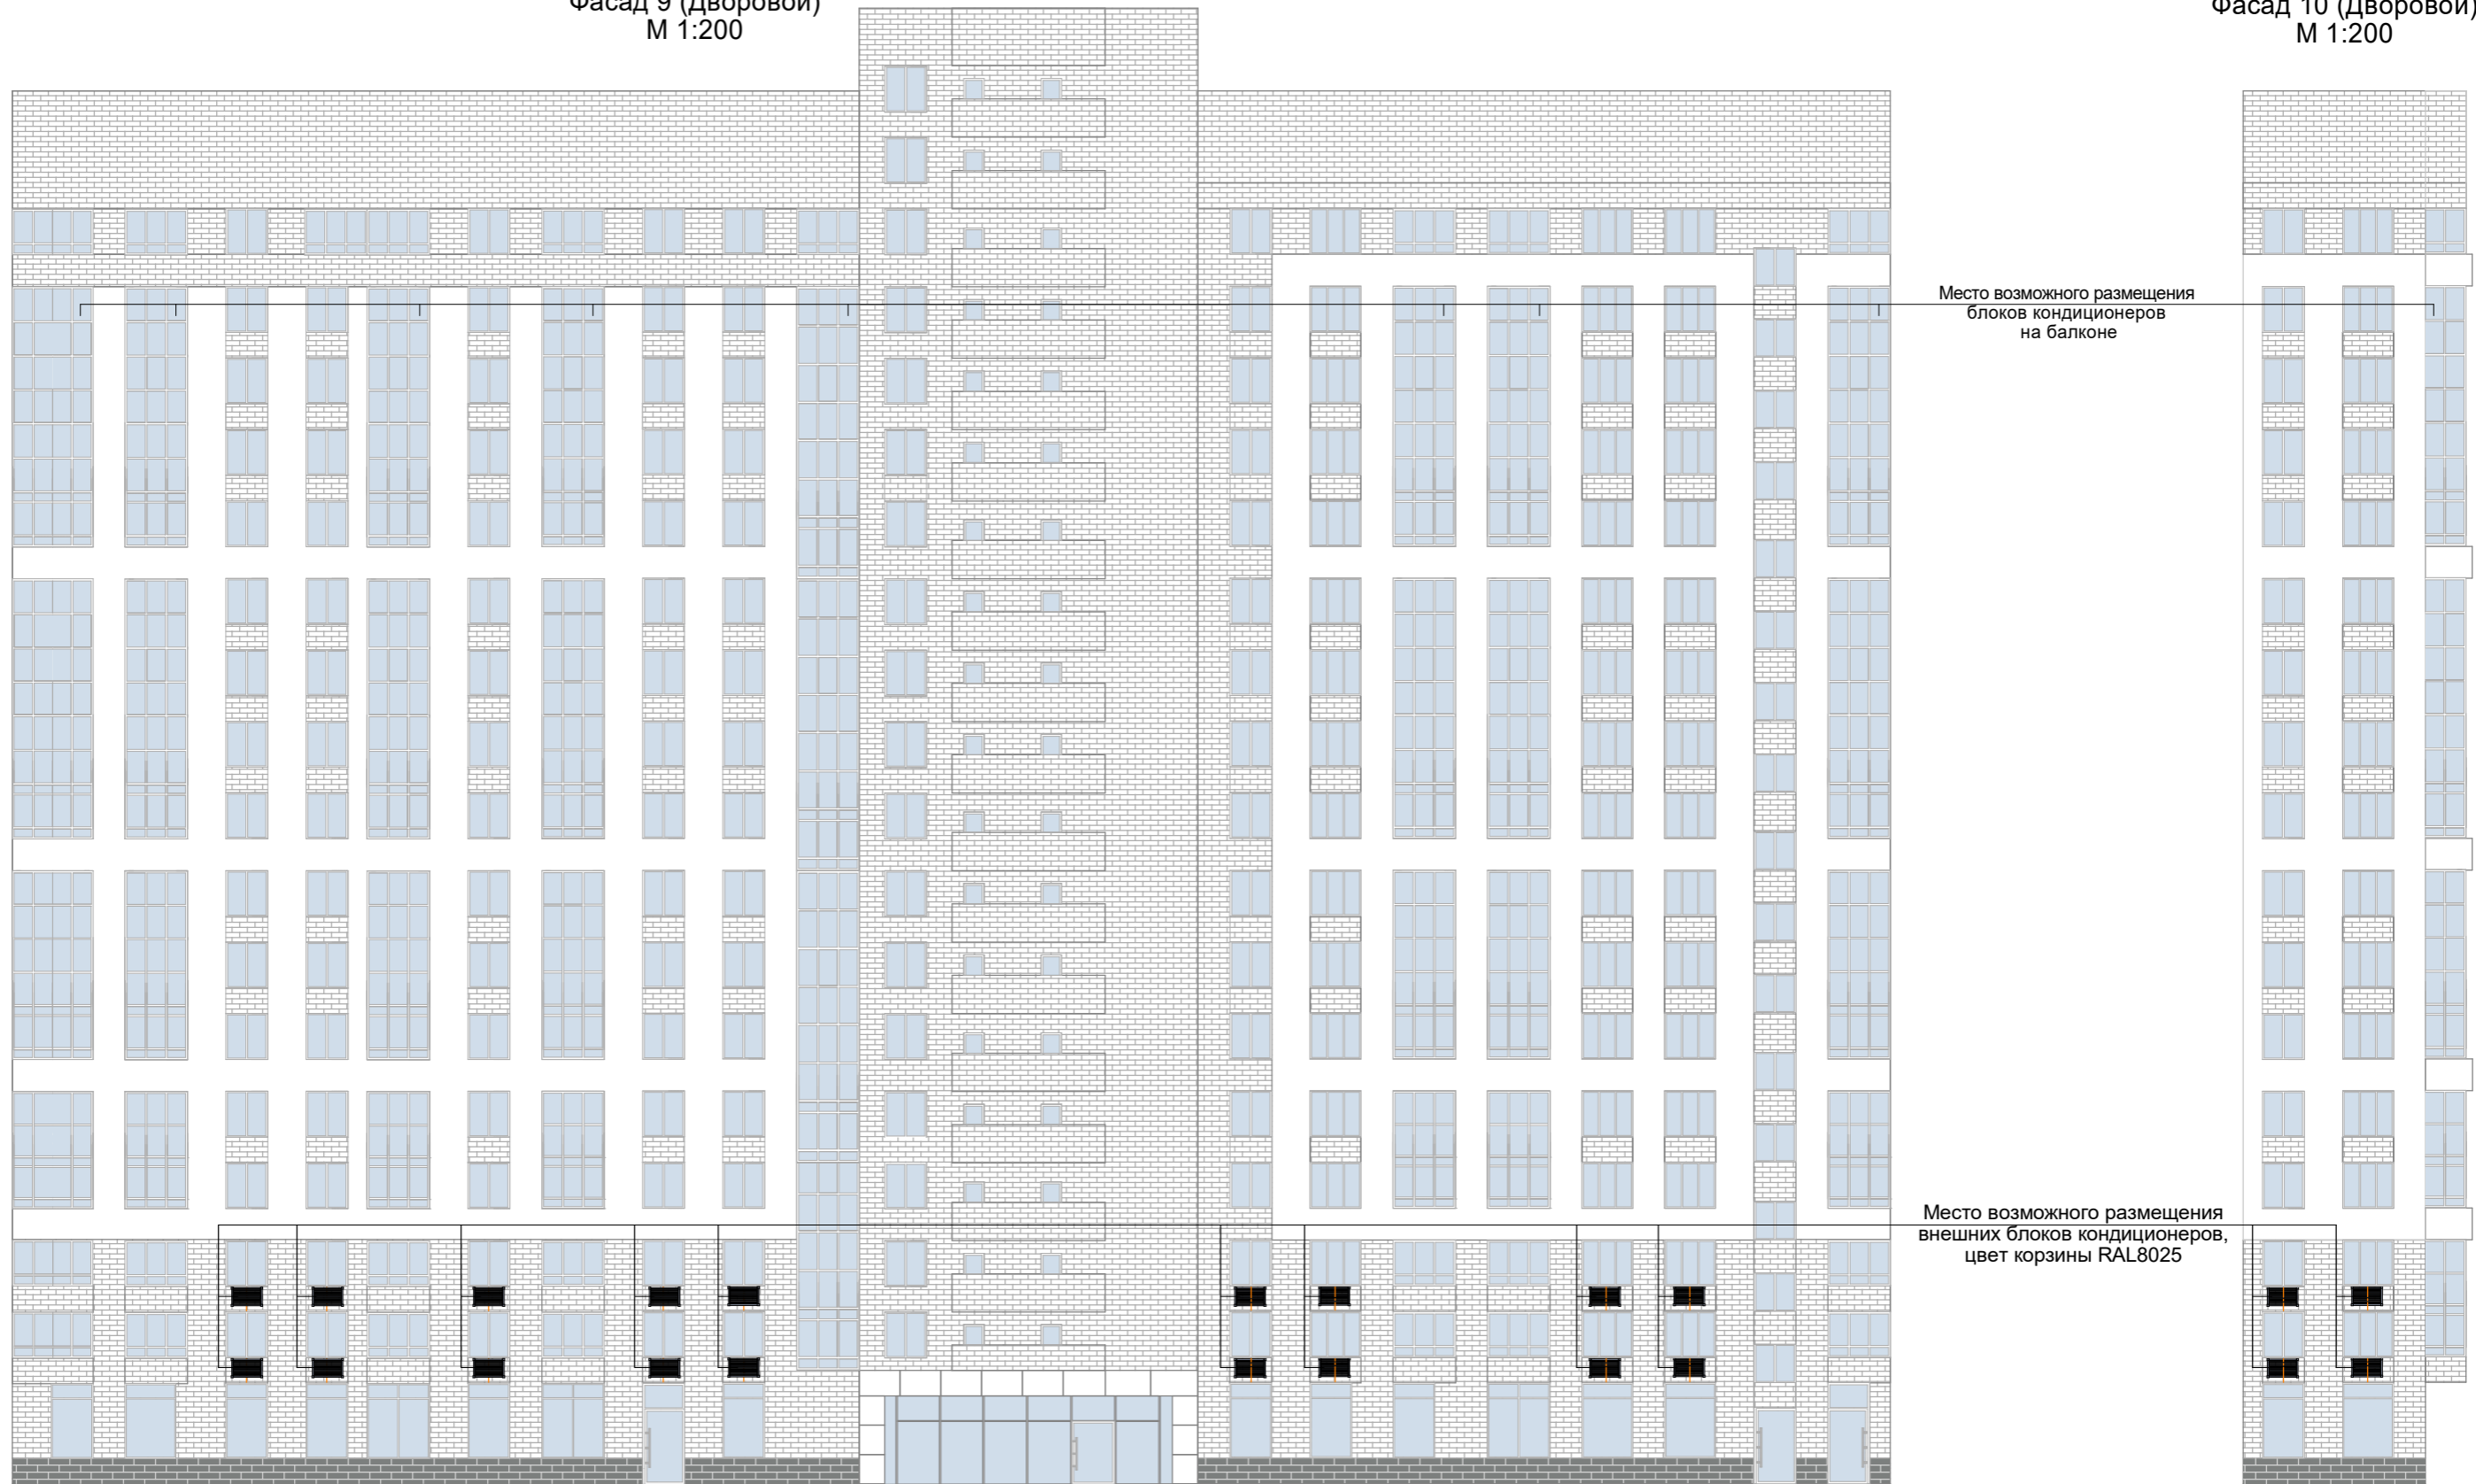 Фасад 9 (Дворовой)
М 1:200
Фасад 10 (Дворовой)
М 1:200
Место возможного размещения
блоков кондиционеров
на балконе
Место возможного размещения
внешних блоков кондиционеров,
цвет корзины RAL8025